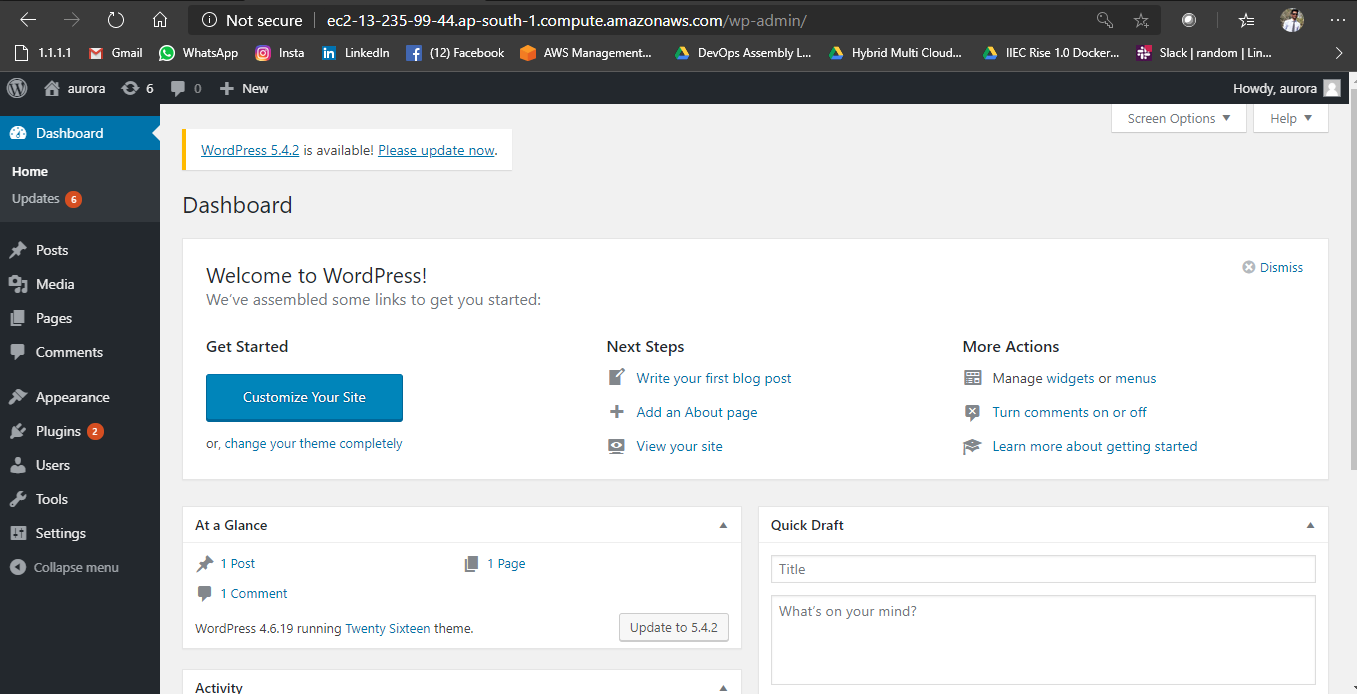 Not secure ec2-13-235-99-44.ap-south-1.compute.amazonaws.com/wp-admin/
1.1.1.1 Gmail WhatsApp Insta LinkedIn (12) Facebook AWS Management... DevOps Assembly L... Hybrid Multi Cloud... IIEC Rise 1.0 Docker... Slack | random | Lin...
aurora 6 0 New Howdy, aurora
Screen Options Help
Dashboard
Home
Updates 6
Posts
Media
Pages
Comments
Appearance
Plugins 2
Users
Tools
Settings
Collapse menu
WordPress 5.4.2 is available! Please update now.
Dashboard
Welcome to WordPress!
We've assembled some links to get you started:
Dismiss
Get Started
Customize Your Site
or, change your theme completely
Next Steps
Write your first blog post
Add an About page
View your site
More Actions
Manage widgets or menus
Turn comments on or off
Learn more about getting started
At a Glance
1 Post 1 Page
1 Comment
WordPress 4.6.19 running Twenty Sixteen theme. Update to 5.4.2
Activity
Quick Draft
Title
What's on your mind?